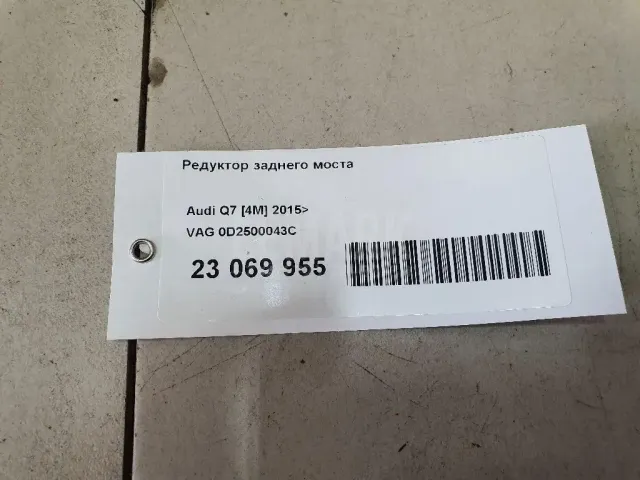 Редуктор заднего моста
Audi Q7 [4M] 2015>
VAG 0D2500043C
23 069 955